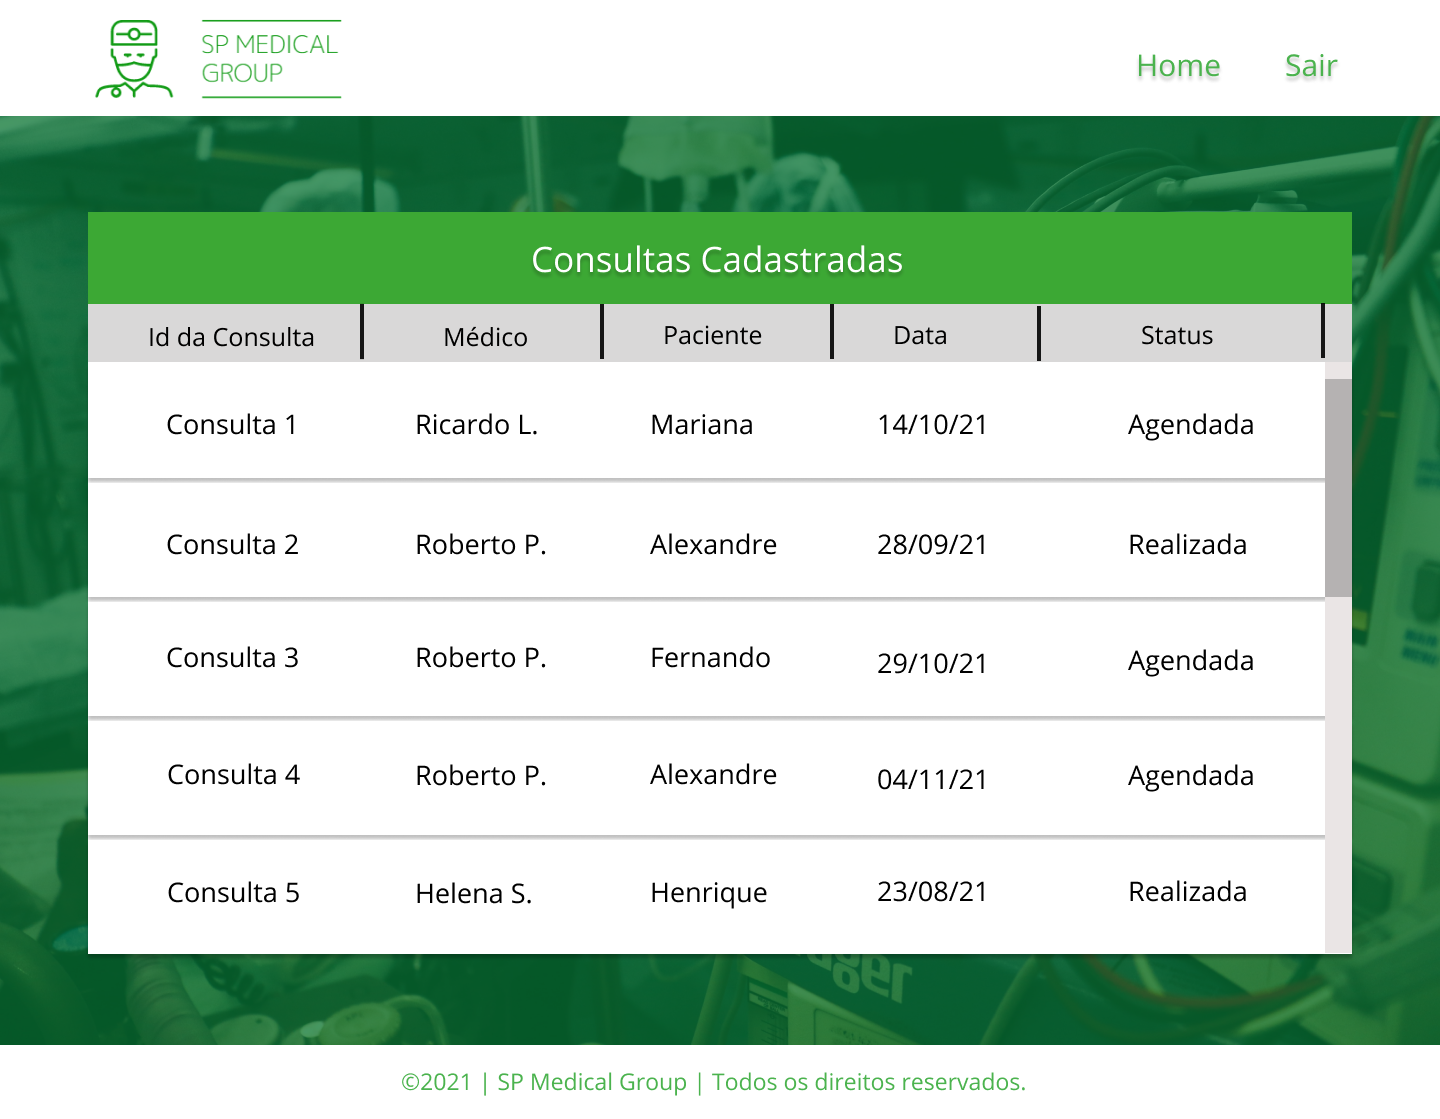 SP MEDICAL
GROUP
Home Sair
Consultas Cadastradas
Id da Consulta Médico Paciente Data Status
Consulta 1 Ricardo L. Mariana 14/10/21 Agendada
Consulta 2 Roberto P. Alexandre 28/09/21 Realizada
Consulta 3 Roberto P. Fernando 29/10/21 Agendada
Consulta 4 Roberto P. Alexandre 04/11/21 Agendada
Consulta 5 Helena S. Henrique 23/08/21 Realizada
©2021 | SP Medical Group | Todos os direitos reservados.